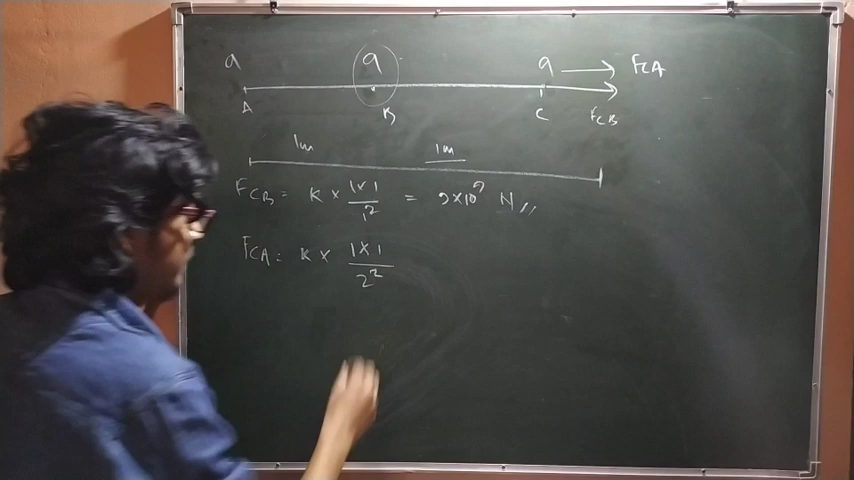 q q q → FCA
A B C FCB
1m 1m
FCB = K × 1×1/1² = 9×10⁹ N //
FCA = K × 1×1/2²